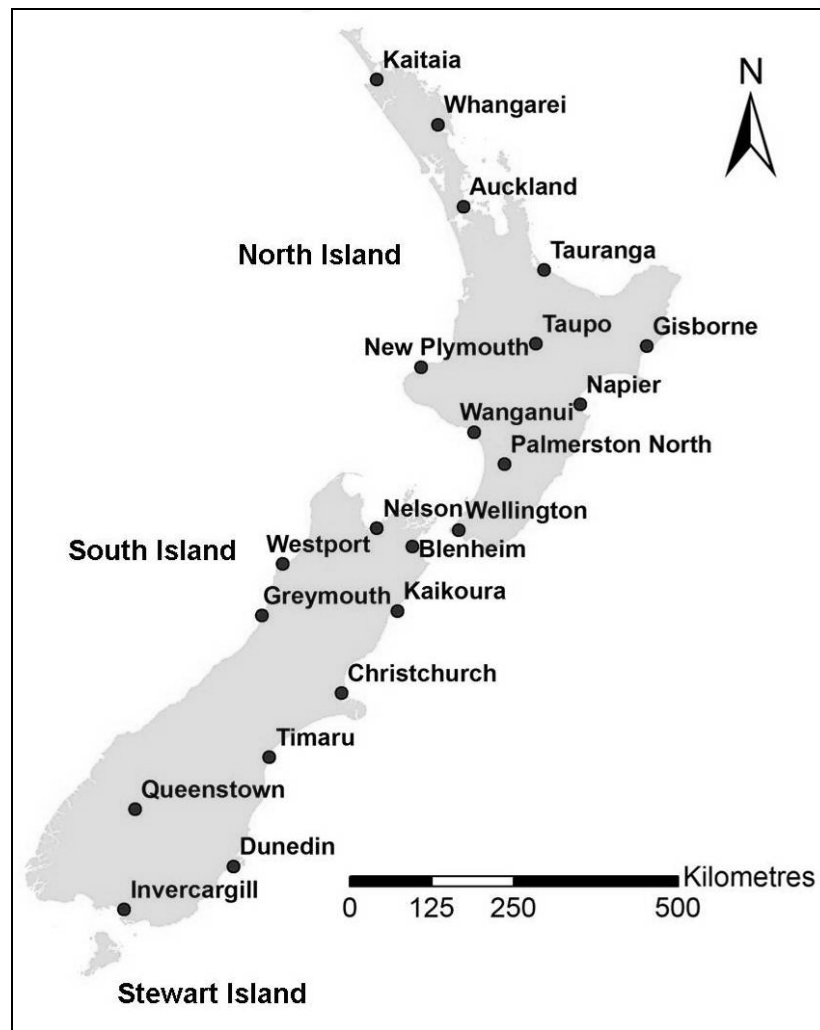 Kaitaia
N
Whangarei
Auckland
North Island
Tauranga
Taupo
Gisborne
New Plymouth
Napier
Wanganui
Palmerston North
Nelson
Wellington
South Island
Westport
Blenheim
Greymouth
Kaikoura
Christchurch
Timaru
Queenstown
Dunedin
Kilometres
Invercargill
0 125 250 500
Stewart Island